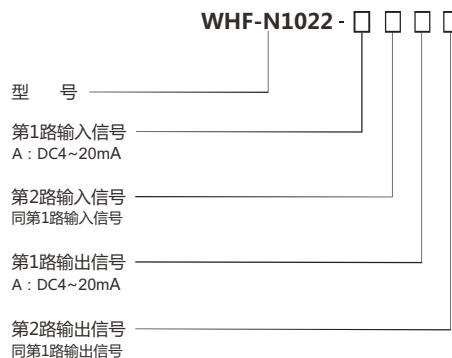 WHF-N1022 - □ □ □ □
型 号
第1路输入信号
A : DC4~20mA
第2路输入信号
同第1路输入信号
第1路输出信号
A : DC4~20mA
第2路输出信号
同第1路输出信号